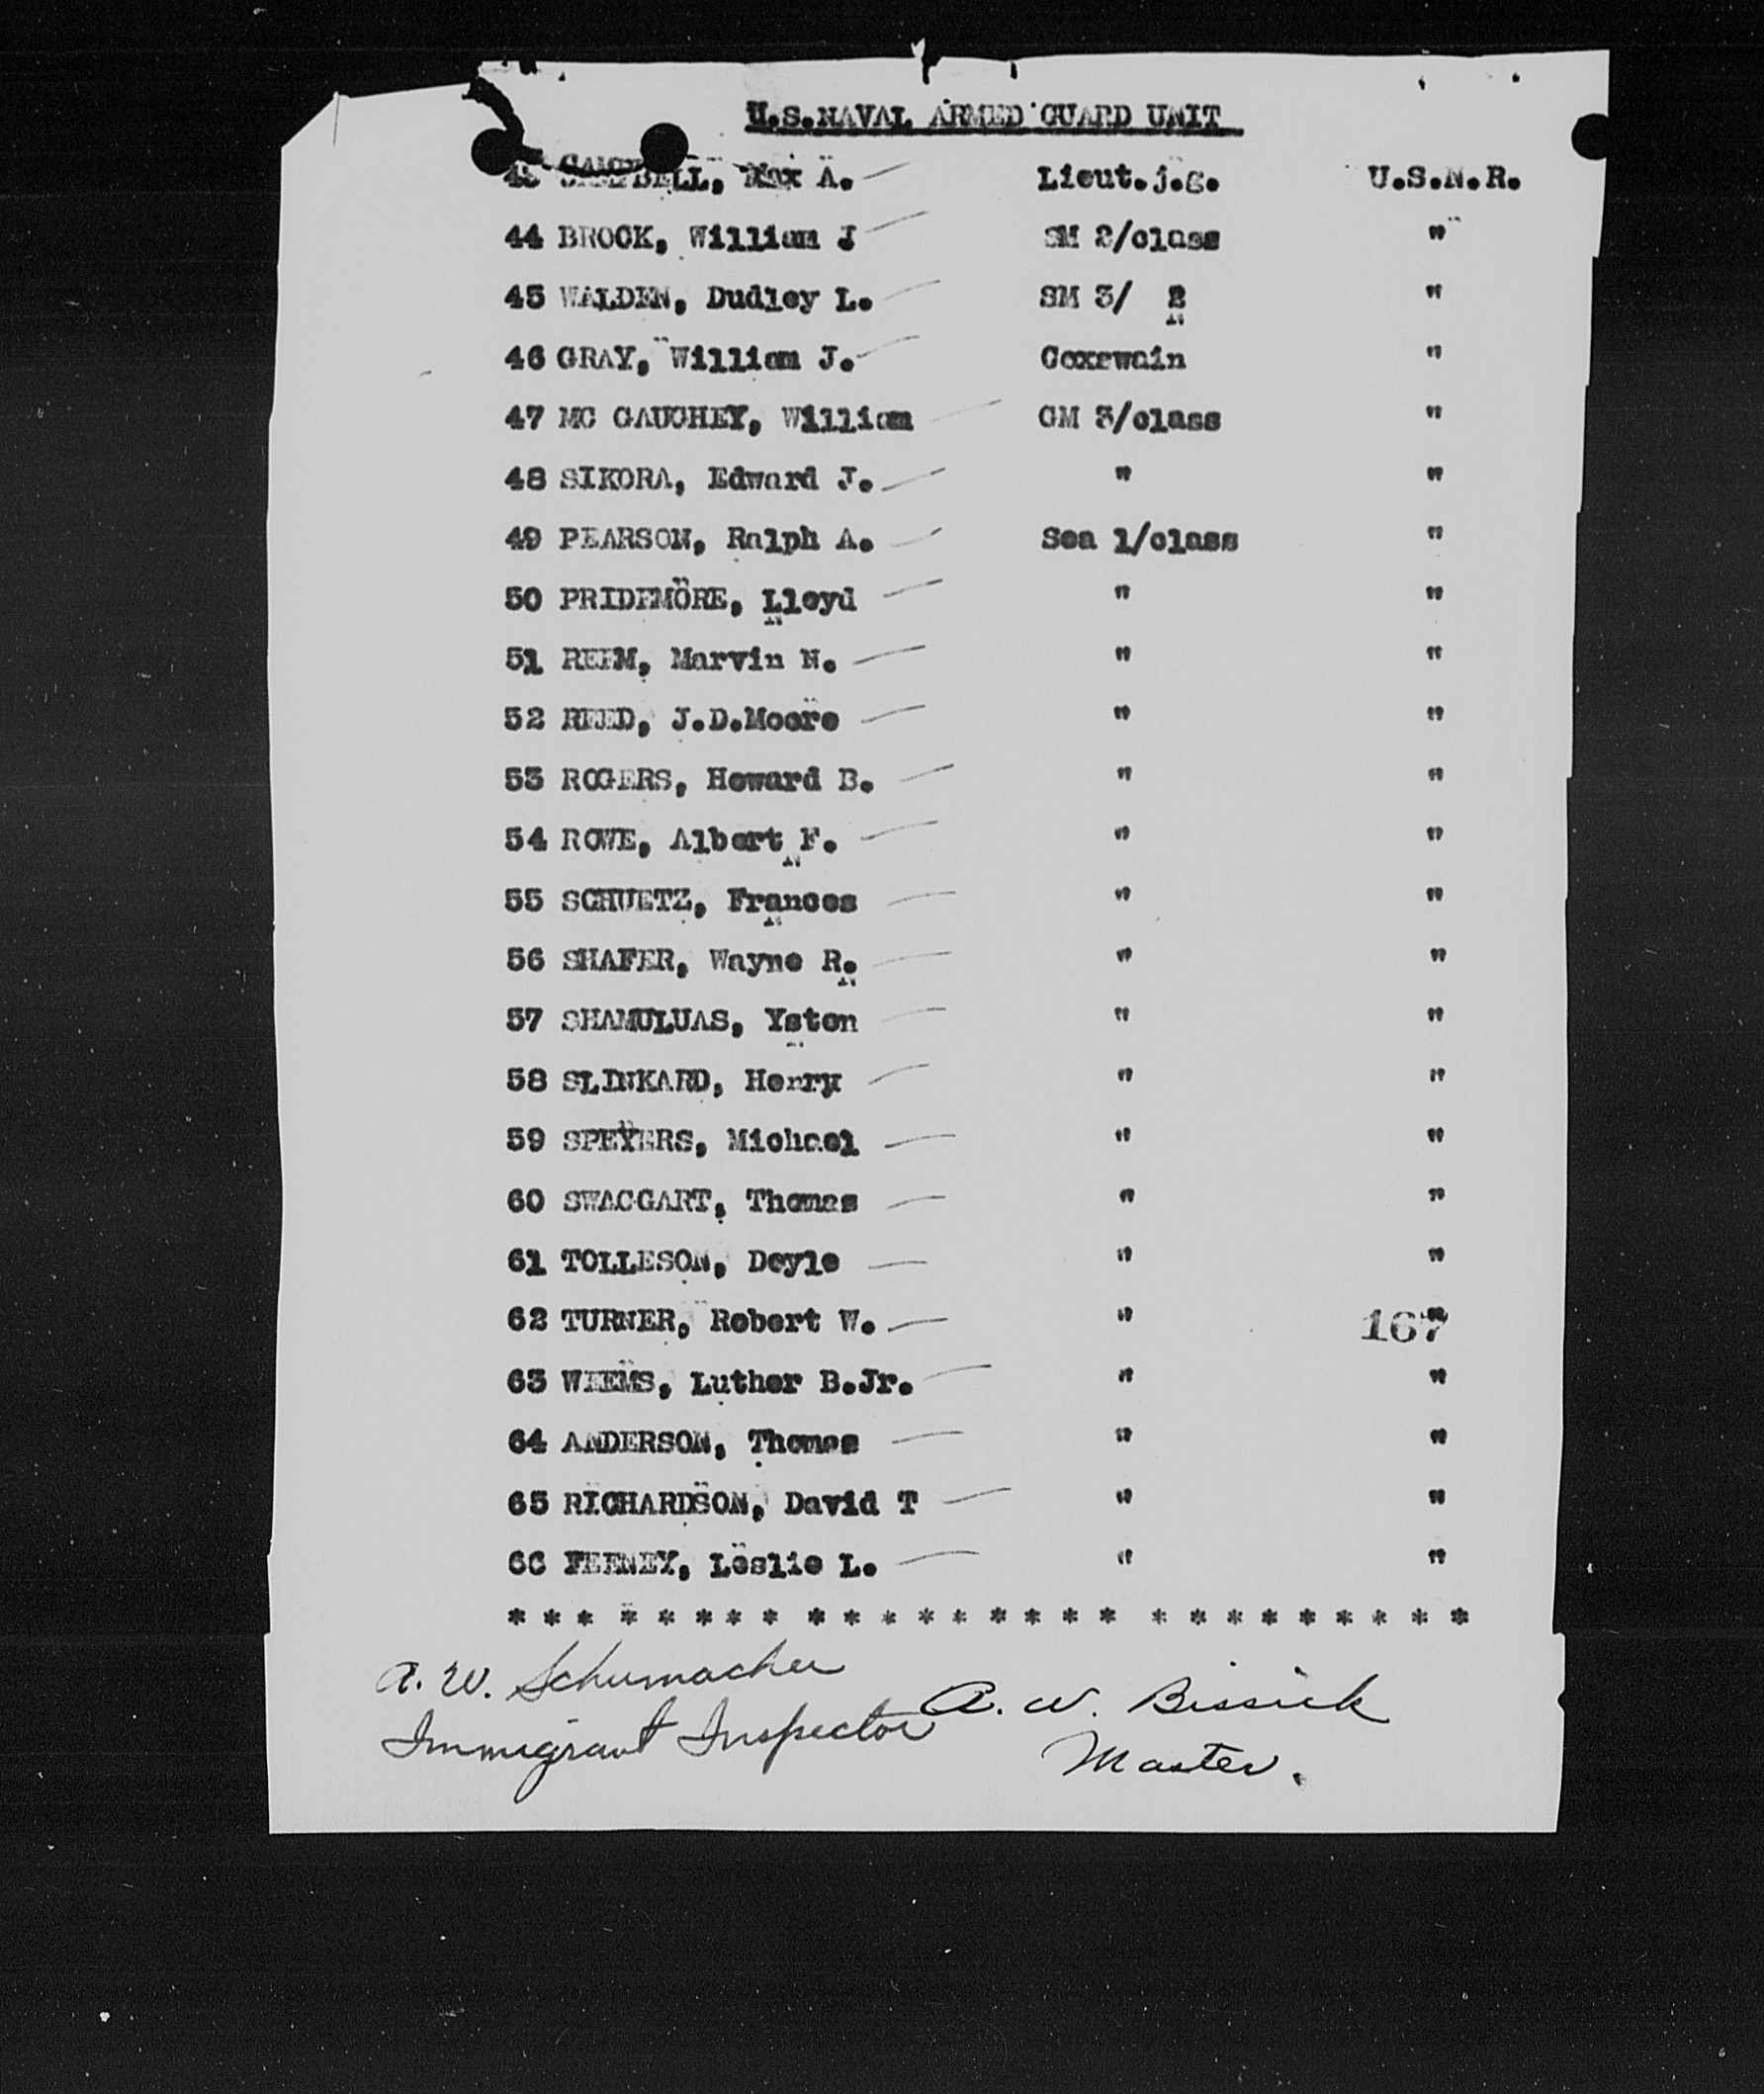 U.S.NAVAL ARMED GUARD UNIT
43 CAMPBELL, Max A. Lieut.j.g. U.S.N.R.
44 BROCK, William J SM 2/class "
45 WALDEN, Dudley L. SM 3/ " "
46 GRAY, William J. Coxswain "
47 MC GAUGHEY, William GM 3/class "
48 SIKORA, Edward J. " "
49 PEARSON, Ralph A. Sea 1/class "
50 PRIDEMORE, Lloyd " "
51 REIM, Marvin N. " "
52 REED, J.D.Moore " "
53 ROGERS, Howard B. " "
54 ROWE, Albert F. " "
55 SCHUETZ, Frances " "
56 SHAFER, Wayne R. " "
57 SHAMULUAS, Yston " "
58 SLINKARD, Henry " "
59 SPEYERS, Michael " "
60 SWAGGART, Thomas " "
61 TOLLESON, Doyle " "
62 TURNER, Robert W. " "
167
63 WEEMS, Luther B.Jr. " "
64 ANDERSON, Thomas " "
65 RICHARDSON, David T " "
66 FEENEY, Leslie L. " "
* * * * * * * * * * * * * * * * * * * * * * * * * *
A. W. Schumacher
Immigrant Inspector
A. W. Bissick
Master.